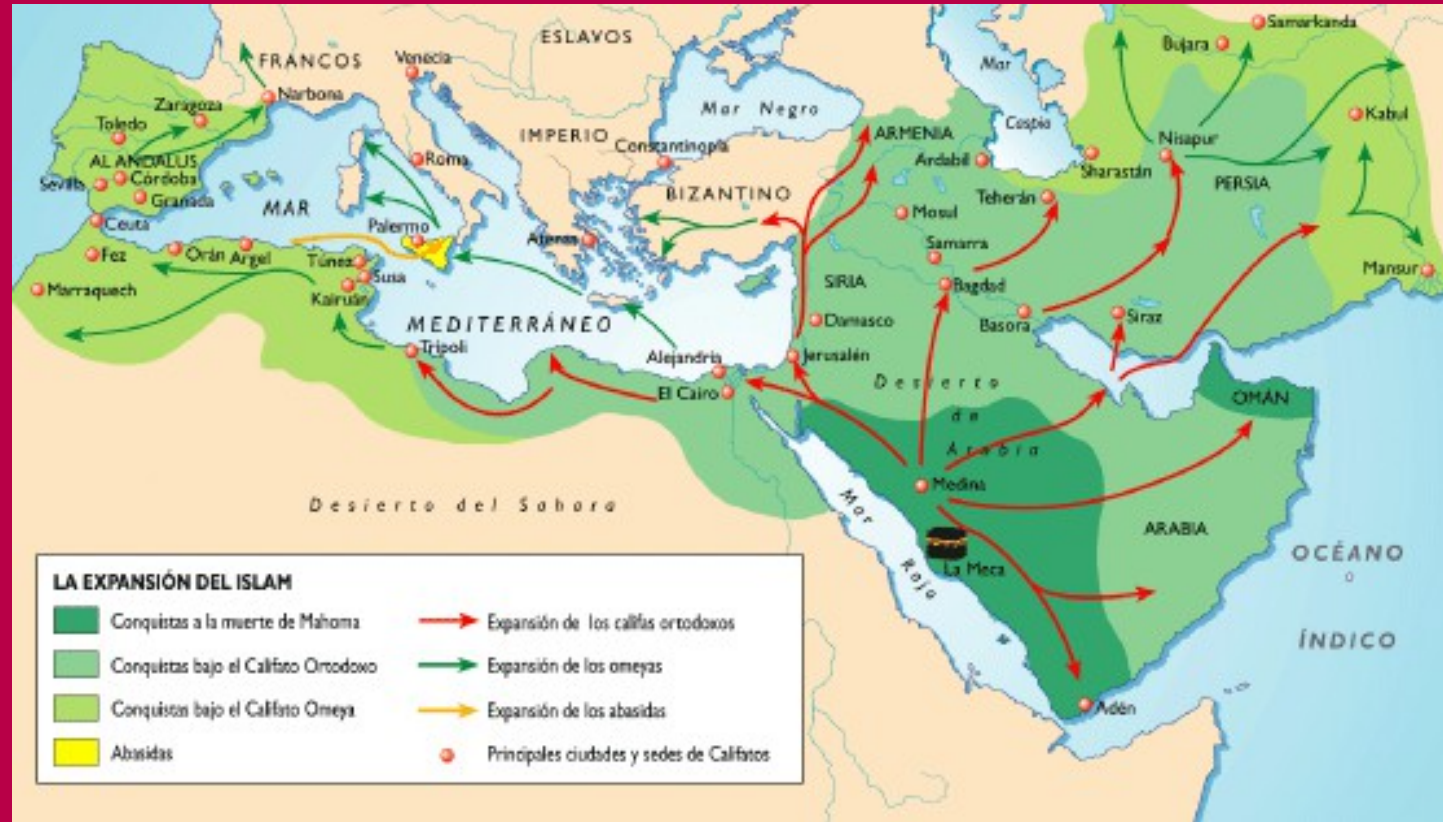 Samarkanda
ESLAVOS
Bujara
FRANCOS
Venecia
Mar
Caspio
Narbona
Mar Negro
Zaragoza
Kabul
Toledo
IMPERIO
ARMENIA
Nisapur
Constantinopla
AL ANDALUS
Roma
Ardabil
Sharastán
Sevilla
Córdoba
PERSIA
BIZANTINO
Teherán
Granada
MAR
Mosul
Ceuta
Palermo
Atenas
Samarra
Fez
Orán
Argel
Túnez
Susa
SIRIA
Bagdad
Mansur
Marraquech
Kairuán
MEDITERRÁNEO
Damasco
Basora
Siraz
Trípoli
Alejandría
Jerusalén
El Cairo
Desierto
de
Arabia
OMÁN
Medina
Desierto del Sahara
Mar Rojo
ARABIA
La Meca
OCÉANO
ÍNDICO
Adén
LA EXPANSIÓN DEL ISLAM
Conquistas a la muerte de Mahoma
Conquistas bajo el Califato Ortodoxo
Conquistas bajo el Califato Omeya
Abasidas
Expansión de los califas ortodoxos
Expansión de los omeyas
Expansión de los abasidas
Principales ciudades y sedes de Califatos